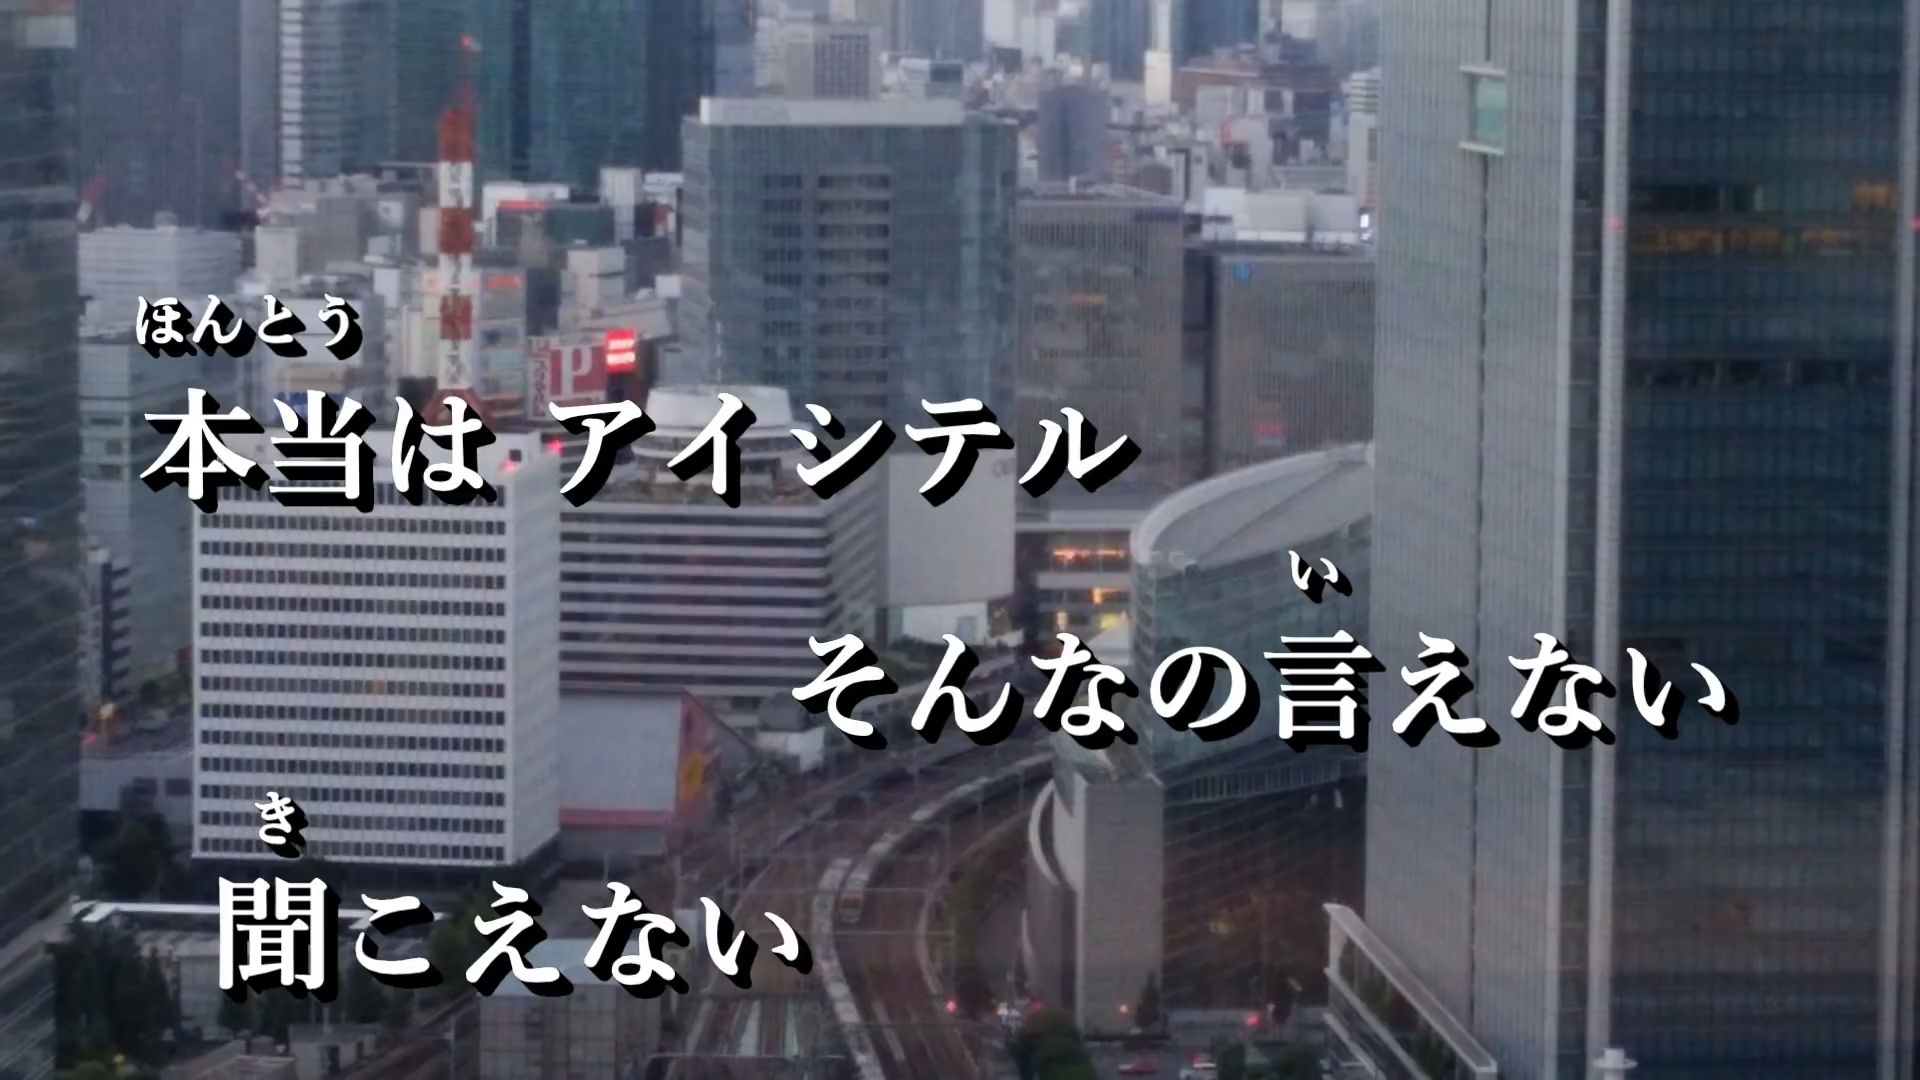 ほんとう
本当は アイシテル
い
そんなの言えない
き
聞こえない
P